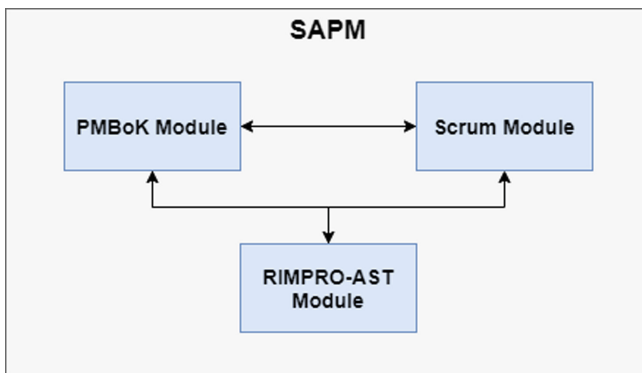 SAPM
PMBoK Module
Scrum Module
RIMPRO-AST
Module